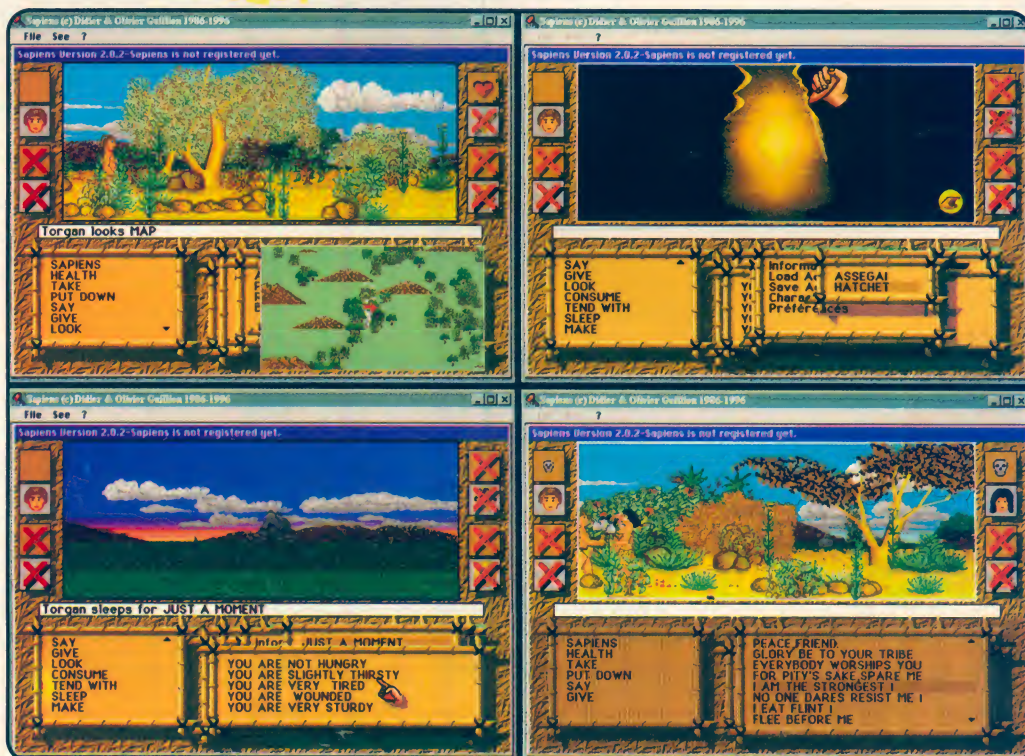 Sapiens (c) Didier & Olivier Guillion 1986-1996
File See ?
Sapiens Version 2.0.2-Sapiens is not registered yet.
Torgan looks MAP
SAPIENS
HEALTH
TAKE
PUT DOWN
SAY
GIVE
LOOK
Sapiens (c) Didier & Olivier Guillion 1986-1996
?
Sapiens Version 2.0.2-Sapiens is not registered yet.
SAY
GIVE
LOOK
CONSUME
TEND WITH
SLEEP
MAKE
Informa
Load A
Save A
Charac
Préférences
ASSEGAI
HATCHET
Sapiens (c) Didier & Olivier Guillion 1986-1996
File See ?
Sapiens Version 2.0.2-Sapiens is not registered yet.
Torgan sleeps for JUST A MOMENT
SAY
GIVE
LOOK
CONSUME
TEND WITH
SLEEP
MAKE
Infor JUST A MOMENT
YOU ARE NOT HUNGRY
YOU ARE SLIGHTLY THIRSTY
YOU ARE VERY TIRED
YOU ARE WOUNDED
YOU ARE VERY STURDY
Sapiens (c) Didier & Olivier Guillion 1986-1996
?
Sapiens Version 2.0.2-Sapiens is not registered yet.
SAPIENS
HEALTH
TAKE
PUT DOWN
SAY
GIVE
PEACE FRIEND.
GLORY BE TO YOUR TRIBE
EVERYBODY WORSHIPS YOU
FOR PITY'S SAKE,SPARE ME
I AM THE STRONGEST !
NO ONE DARES RESIST ME !
I EAT FLINT !
FLEE BEFORE ME